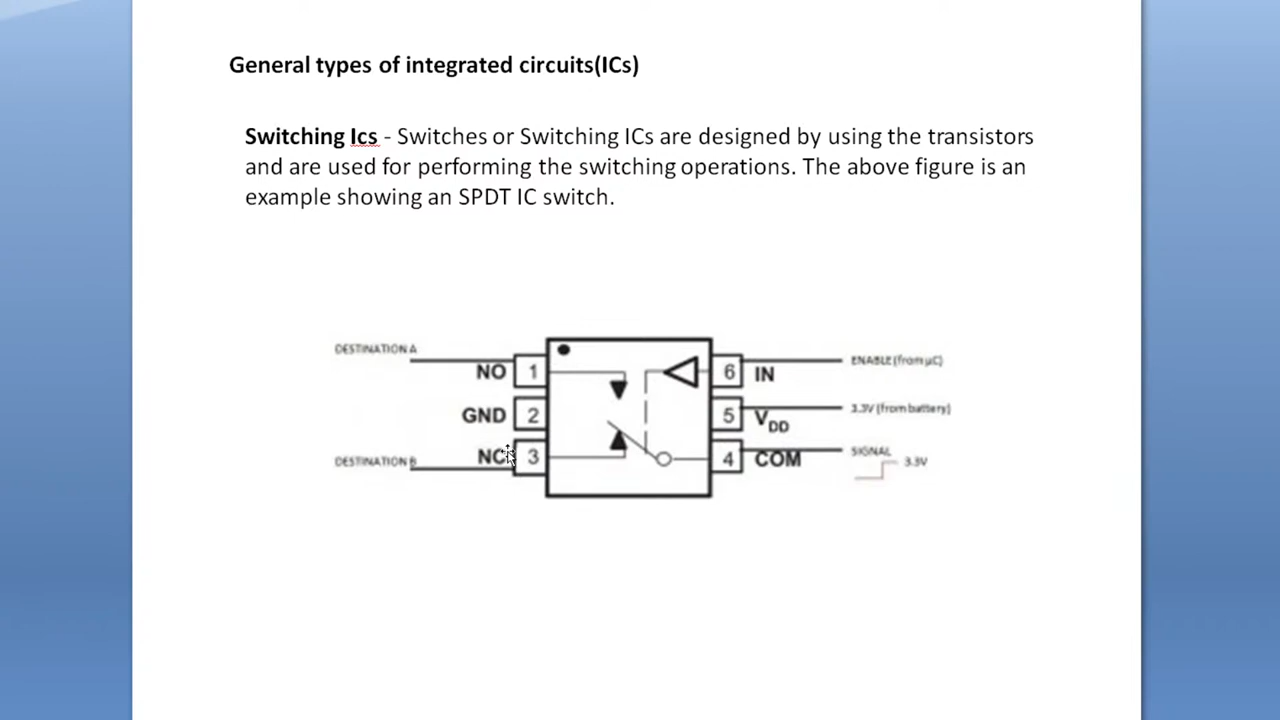 General types of integrated circuits(ICs)
Switching Ics - Switches or Switching ICs are designed by using the transistors
and are used for performing the switching operations. The above figure is an
example showing an SPDT IC switch.
DESTINATION A
NO 1
6 IN
ENABLE (from µC)
GND 2
5 VDD
3.3V (from battery)
DESTINATION B
NC 3
4 COM
SIGNAL
3.3V